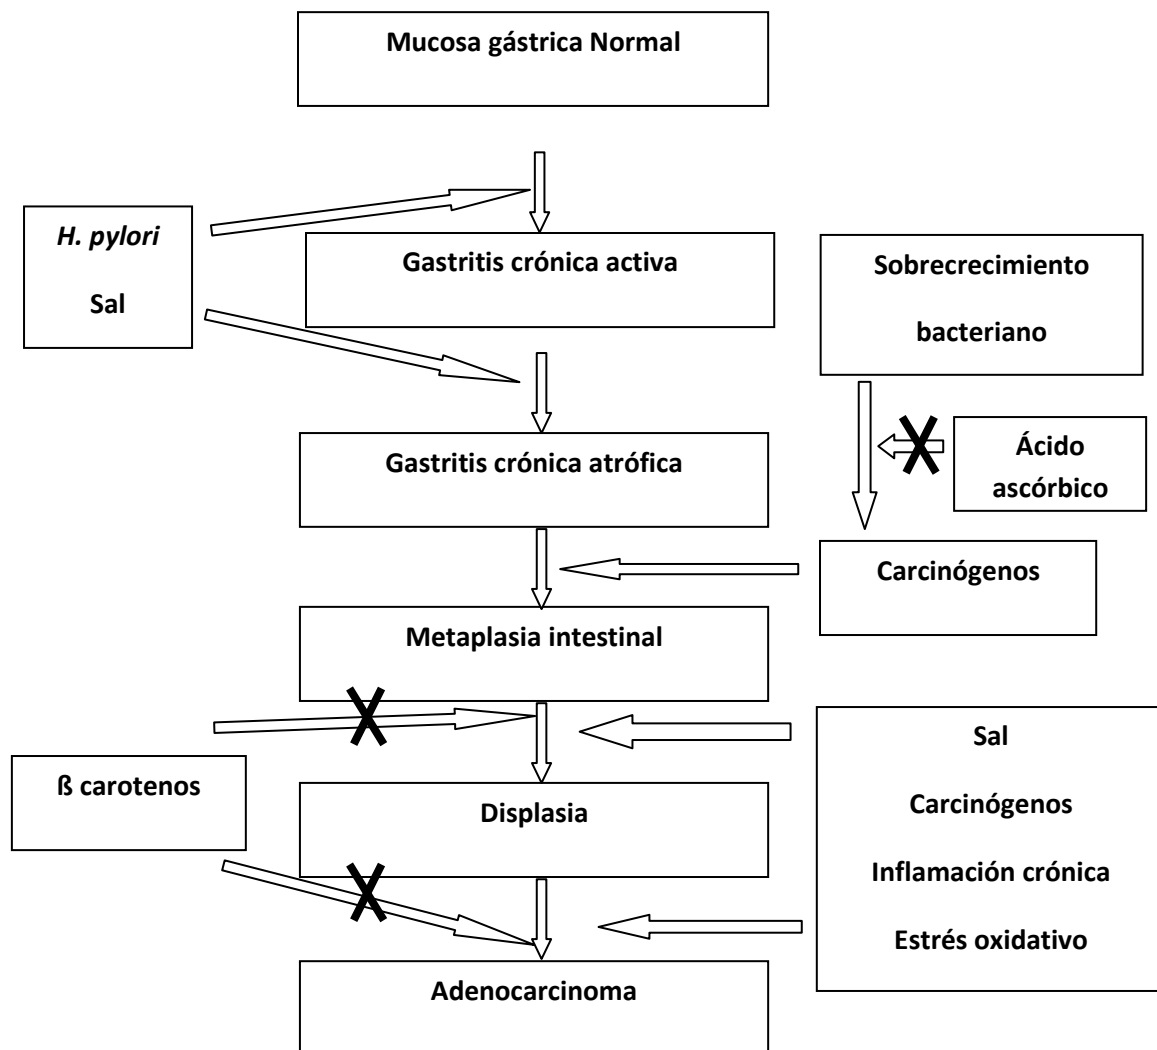 Mucosa gástrica Normal
H. pylori
Sal
Gastritis crónica activa
Sobrecrecimiento
bacteriano
Gastritis crónica atrófica
Ácido
ascórbico
Carcinógenos
Metaplasia intestinal
ß carotenos
Displasia
Sal
Carcinógenos
Inflamación crónica
Estrés oxidativo
Adenocarcinoma